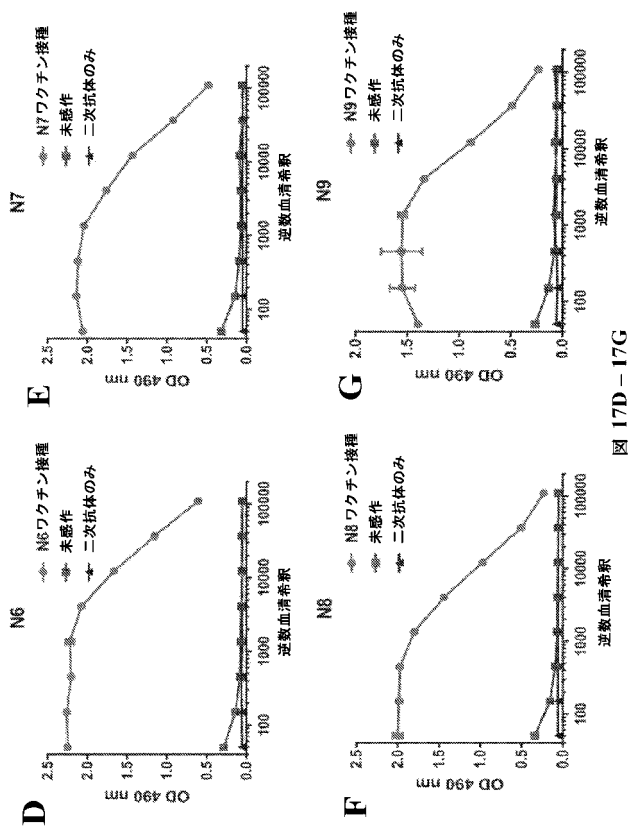 D
N6
N6ワクチン接種
未感作
二次抗体のみ
2.5
2.0
1.5
1.0
0.5
0.0
OD 490 nm
100
1000
10000
100000
逆数血清希釈
E
N7
N7ワクチン接種
未感作
二次抗体のみ
2.5
2.0
1.5
1.0
0.5
0.0
OD 490 nm
100
1000
10000
100000
逆数血清希釈
F
N8
N8ワクチン接種
未感作
二次抗体のみ
2.5
2.0
1.5
1.0
0.5
0.0
OD 490 nm
100
1000
10000
100000
逆数血清希釈
G
N9
N9ワクチン接種
未感作
二次抗体のみ
2.0
1.5
1.0
0.5
0.0
OD 490 nm
100
1000
10000
100000
逆数血清希釈
図 17D – 17G